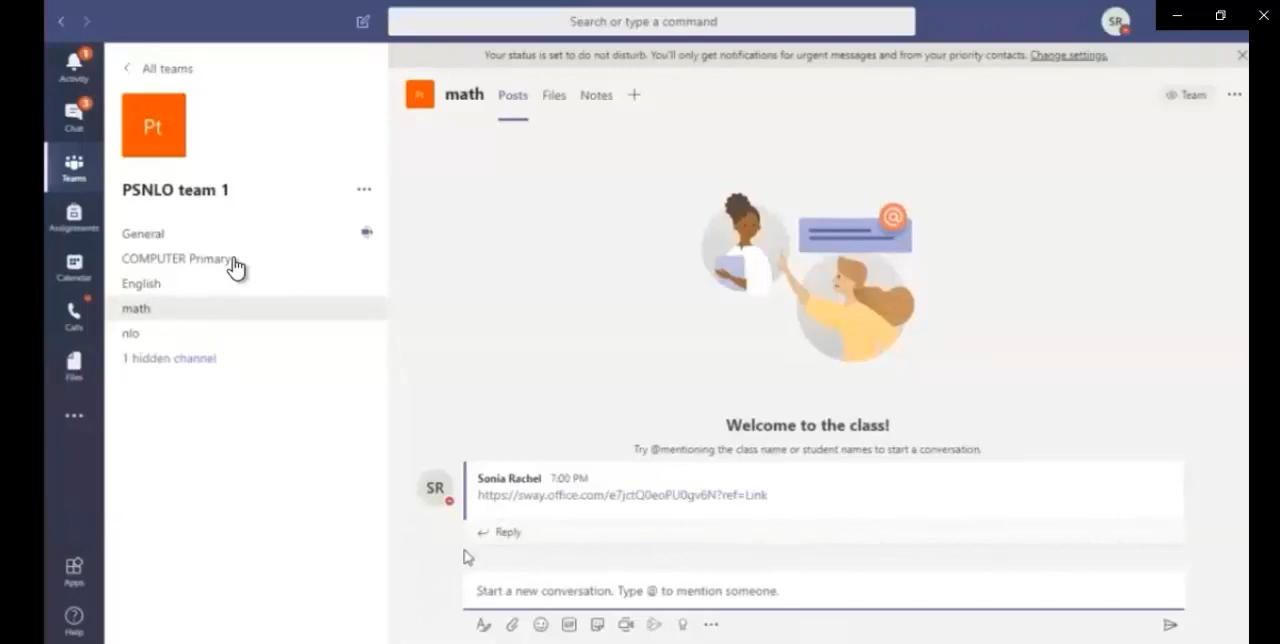 Search or type a command
SR
Your status is set to do not disturb. You'll only get notifications for urgent messages and from your priority contacts. Change settings.
Activity
1
Chat
3
Teams
Assignments
Calendar
Calls
Files
Apps
Help
All teams
Pt
PSNLO team 1
General
COMPUTER Primary
English
math
nlo
1 hidden channel
Pt
math Posts Files Notes
Team
Welcome to the class!
Try @mentioning the class name or student names to start a conversation.
SR
Sonia Rachel 7:00 PM
https://sway.office.com/e7jctQ0eoPU0gv6N?ref=Link
Reply
Start a new conversation. Type @ to mention someone.
GIF